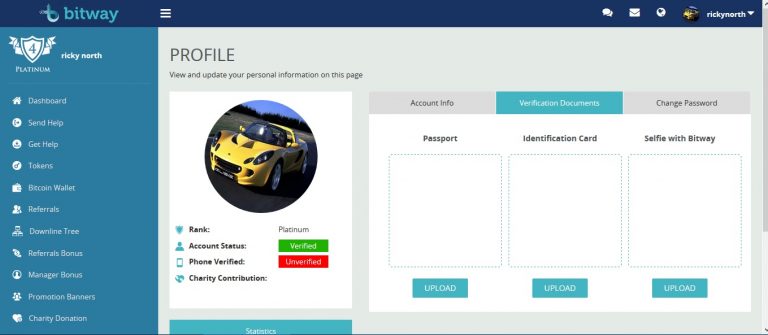 bitway
rickynorth
4
PLATINUM
ricky north
Dashboard
Send Help
Get Help
Tokens
Bitcoin Wallet
Referrals
Downline Tree
Referrals Bonus
Manager Bonus
Promotion Banners
Charity Donation
PROFILE
View and update your personal information on this page
Rank: Platinum
Account Status: Verified
Phone Verified: Unverified
Charity Contribution:
Statistics
Account Info Verification Documents Change Password
Passport Identification Card Selfie with Bitway
UPLOAD UPLOAD UPLOAD